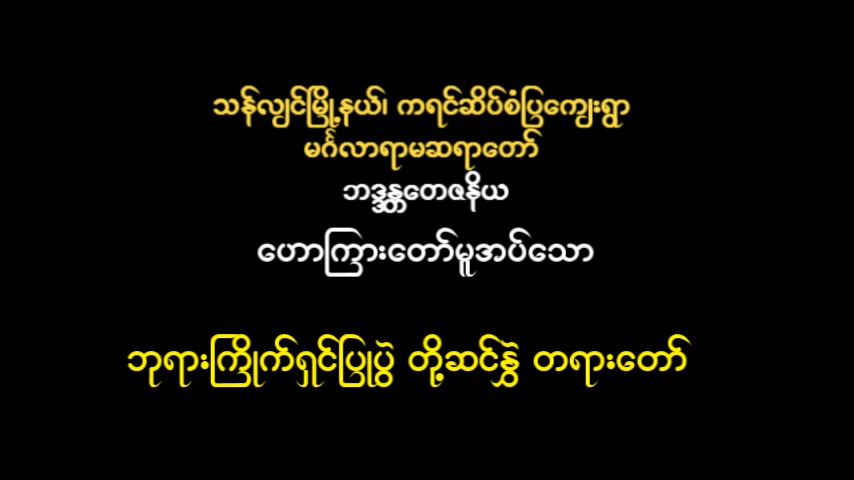 သန်လျင်မြို့နယ်၊ ကရင်ဆိပ်စံပြကျေးရွာ
မင်္ဂလာရာမဆရာတော်
ဘဒ္ဒန္တတေဇနိယ
ဟောကြားတော်မူအပ်သော
ဘုရားကြိုက်ရှင်ပြုပွဲ တို့ဆင်နွှဲ တရားတော်